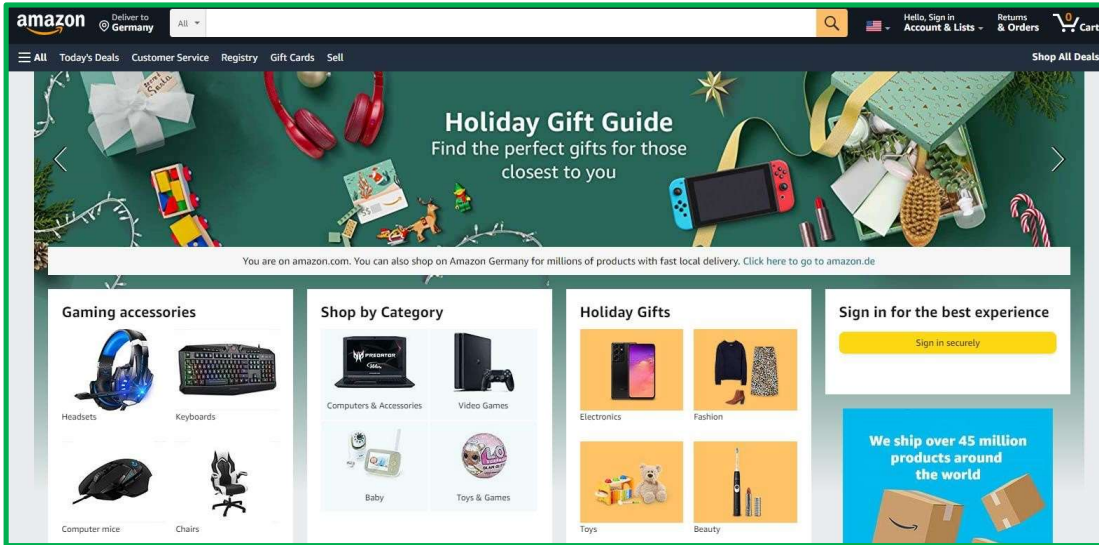 amazon
Deliver to
Germany
All
Hello, Sign in
Account & Lists
Returns
& Orders
0
Cart
All
Today's Deals
Customer Service
Registry
Gift Cards
Sell
Shop All Deals
Holiday Gift Guide
Find the perfect gifts for those
closest to you
You are on amazon.com. You can also shop on Amazon Germany for millions of products with fast local delivery. Click here to go to amazon.de
Gaming accessories
Headsets
Keyboards
Computer mice
Chairs
Shop by Category
PREDATOR
Computers & Accessories
Video Games
Baby
Toys & Games
Holiday Gifts
Electronics
Fashion
Toys
Beauty
Sign in for the best experience
Sign in securely
We ship over 45 million
products around
the world